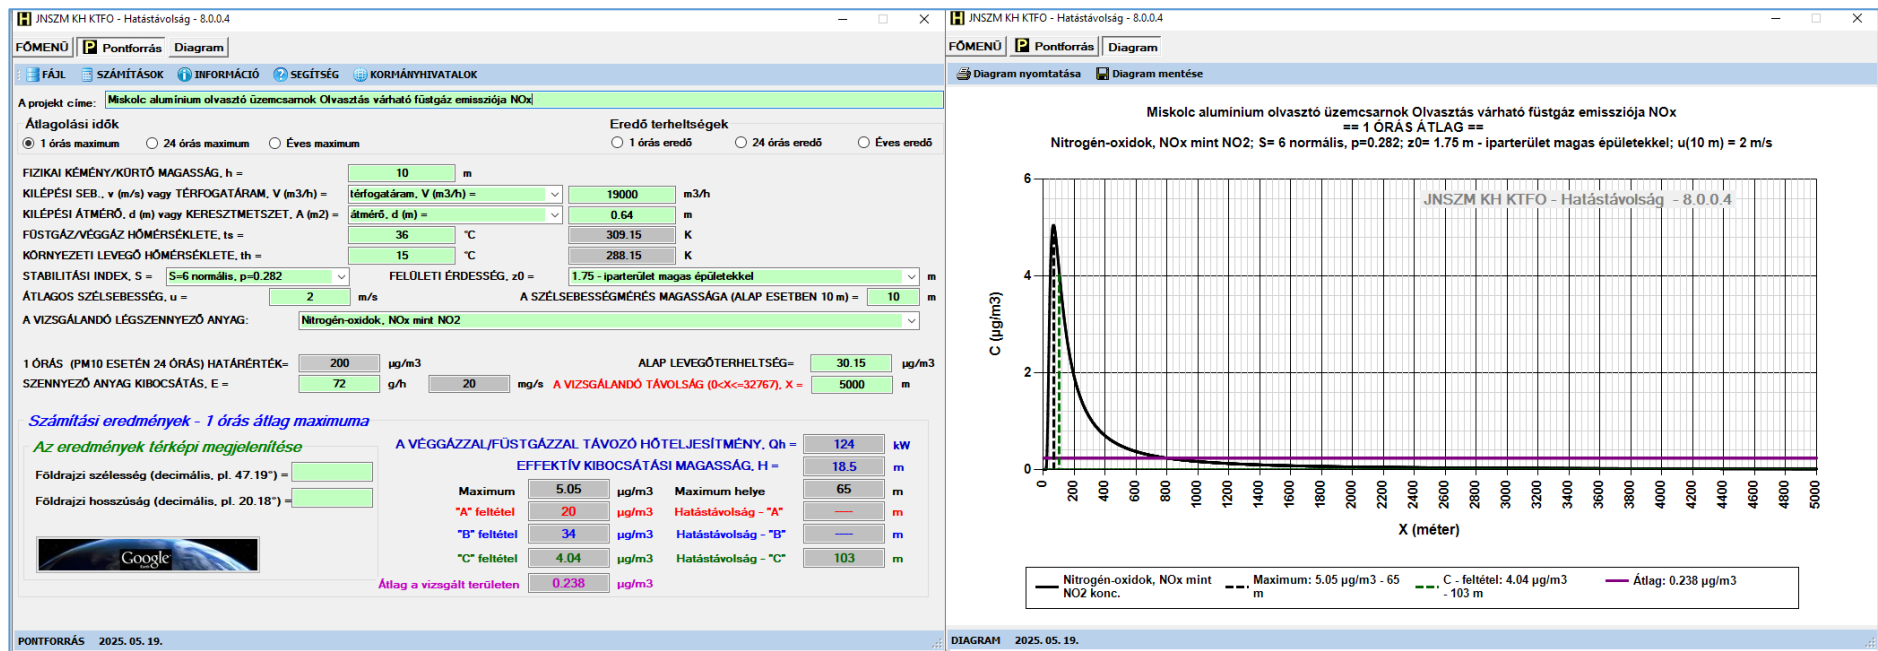 JNSZM KH KTFO - Hatástávolság - 8.0.0.4
FŐMENÜ P Pontforrás Diagram
FÁJL SZÁMÍTÁSOK INFORMÁCIÓ SEGÍTSÉG KORMÁNYHIVATALOK
A projekt címe: Miskolc alumínium olvasztó üzemcsarnok Olvasztás várható füstgáz emissziója NOx
Átlagolási idők
1 órás maximum 24 órás maximum Éves maximum
Eredő terheltségek
1 órás eredő 24 órás eredő Éves eredő
FIZIKAI KÉMÉNY/KÜRTŐ MAGASSÁG, h = 10 m
KILÉPÉSI SEB., v (m/s) vagy TÉRFOGATÁRAM, V (m3/h) = térfogatáram, V (m3/h) = 19000 m3/h
KILÉPÉSI ÁTMÉRŐ, d (m) vagy KERESZTMETSZET, A (m2) = átmérő, d (m) = 0.64 m
FÜSTGÁZ/VÉGGÁZ HŐMÉRSÉKLETE, ts = 36 °C 309.15 K
KÖRNYEZETI LEVEGŐ HŐMÉRSÉKLETE, th = 15 °C 288.15 K
STABILITÁSI INDEX, S = S=6 normális, p=0.282 FELÜLETI ÉRDESSÉG, z0 = 1.75 - iparterület magas épületekkel m
ÁTLAGOS SZÉLSEBESSÉG, u = 2 m/s A SZÉLSEBESSÉGMÉRÉS MAGASSÁGA (ALAP ESETBEN 10 m) = 10 m
A VIZSGÁLANDÓ LÉGSZENNYEZŐ ANYAG: Nitrogén-oxidok, NOx mint NO2
1 ÓRÁS (PM10 ESETÉN 24 ÓRÁS) HATÁRÉRTÉK= 200 µg/m3 ALAP LEVEGŐTERHELTSÉG= 30.15 µg/m3
SZENNYEZŐ ANYAG KIBOCSÁTÁS, E = 72 g/h 20 mg/s A VIZSGÁLANDÓ TÁVOLSÁG (0<X<=32767), X = 5000 m
Számítási eredmények - 1 órás átlag maximuma
Az eredmények térképi megjelenítése
Földrajzi szélesség (decimális, pl. 47.19°) =
Földrajzi hosszúság (decimális, pl. 20.18°) =
Google
Earth
A VÉGGÁZZAL/FÜSTGÁZZAL TÁVOZÓ HŐTELJESÍTMÉNY, Qh = 124 kW
EFFEKTÍV KIBOCSÁTÁSI MAGASSÁG, H = 18.5 m
Maximum 5.05 µg/m3 Maximum helye 65 m
"A" feltétel 20 µg/m3 Hatástávolság - "A" ---- m
"B" feltétel 34 µg/m3 Hatástávolság - "B" ---- m
"C" feltétel 4.04 µg/m3 Hatástávolság - "C" 103 m
Átlag a vizsgált területen 0.238 µg/m3
PONTFORRÁS 2025. 05. 19.
JNSZM KH KTFO - Hatástávolság - 8.0.0.4
FŐMENÜ P Pontforrás Diagram
Diagram nyomtatása Diagram mentése
Miskolc alumínium olvasztó üzemcsarnok Olvasztás várható füstgáz emissziója NOx
== 1 ÓRÁS ÁTLAG ==
Nitrogén-oxidok, NOx mint NO2; S= 6 normális, p=0.282; z0= 1.75 m - iparterület magas épületekkel; u(10 m) = 2 m/s
JNSZM KH KTFO - Hatástávolság - 8.0.0.4
6
4
2
0
C (µg/m3)
0 200 400 600 800 1000 1200 1400 1600 1800 2000 2200 2400 2600 2800 3000 3200 3400 3600 3800 4000 4200 4400 4600 4800 5000
X (méter)
Nitrogén-oxidok, NOx mint NO2 konc.
Maximum: 5.05 µg/m3 - 65 m
C - feltétel: 4.04 µg/m3 - 103 m
Átlag: 0.238 µg/m3
DIAGRAM 2025. 05. 19.